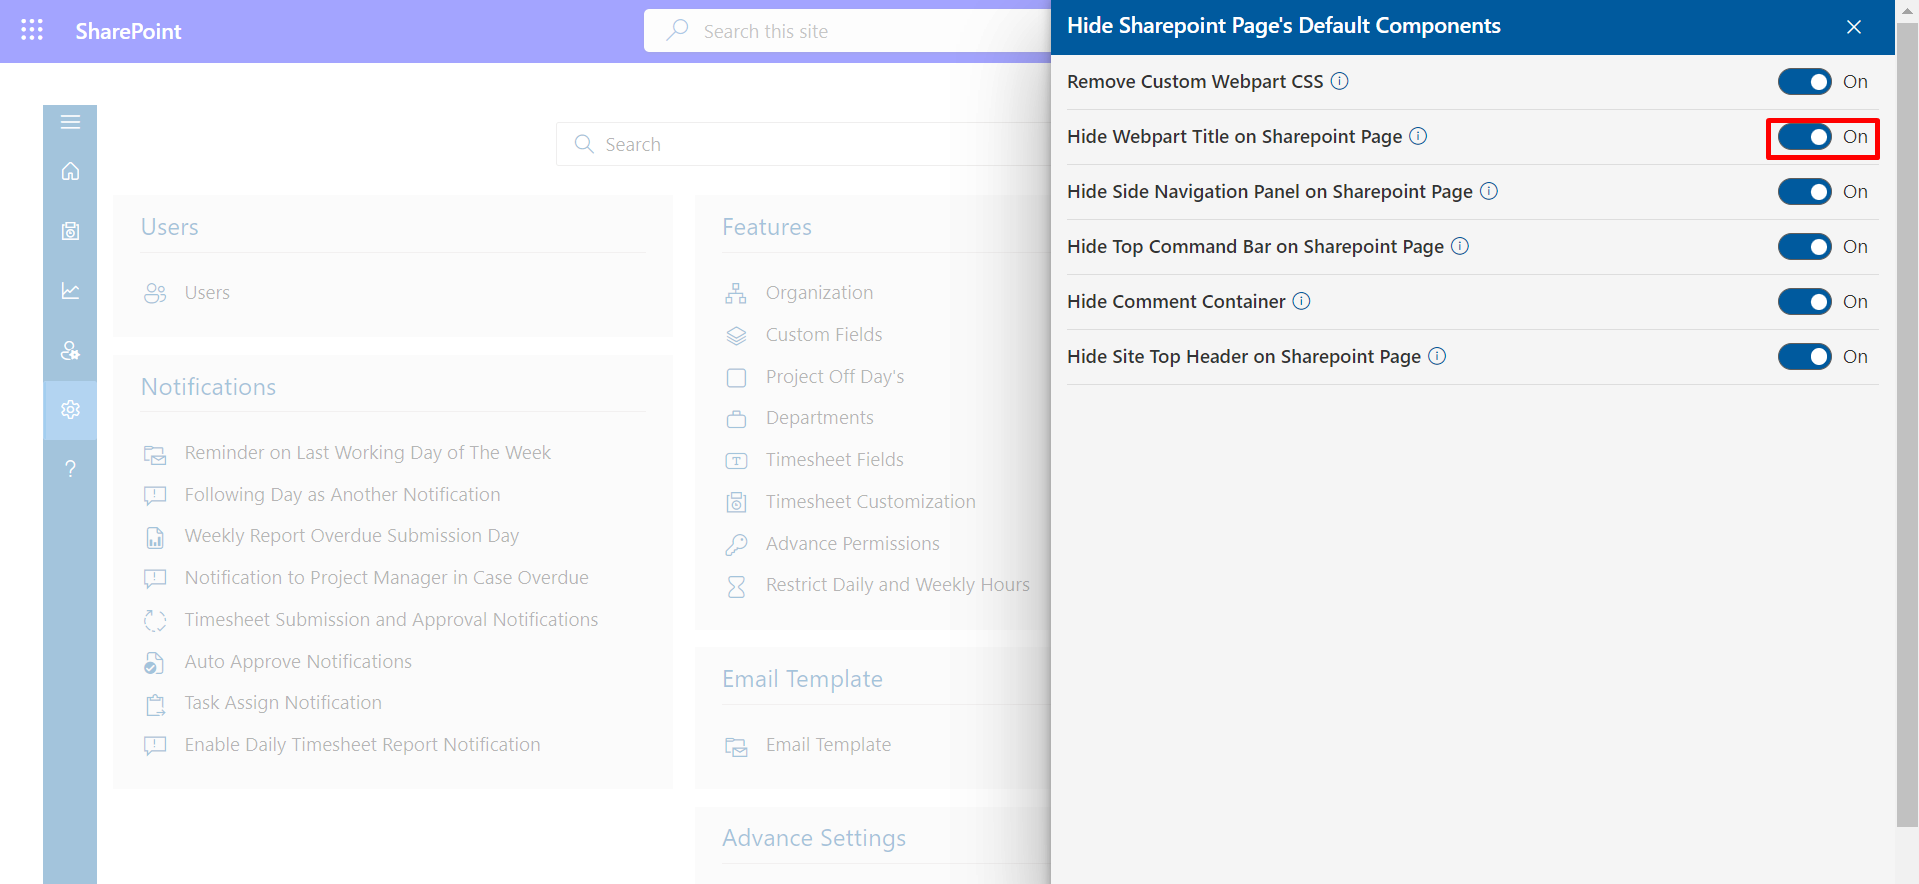 SharePoint
Search this site
Search
Users
Users
Notifications
Reminder on Last Working Day of The Week
Following Day as Another Notification
Weekly Report Overdue Submission Day
Notification to Project Manager in Case Overdue
Timesheet Submission and Approval Notifications
Auto Approve Notifications
Task Assign Notification
Enable Daily Timesheet Report Notification
Features
Organization
Custom Fields
Project Off Day's
Departments
Timesheet Fields
Timesheet Customization
Advance Permissions
Restrict Daily and Weekly Hours
Email Template
Email Template
Advance Settings
Hide Sharepoint Page's Default Components
Remove Custom Webpart CSS On
Hide Webpart Title on Sharepoint Page On
Hide Side Navigation Panel on Sharepoint Page On
Hide Top Command Bar on Sharepoint Page On
Hide Comment Container On
Hide Site Top Header on Sharepoint Page On